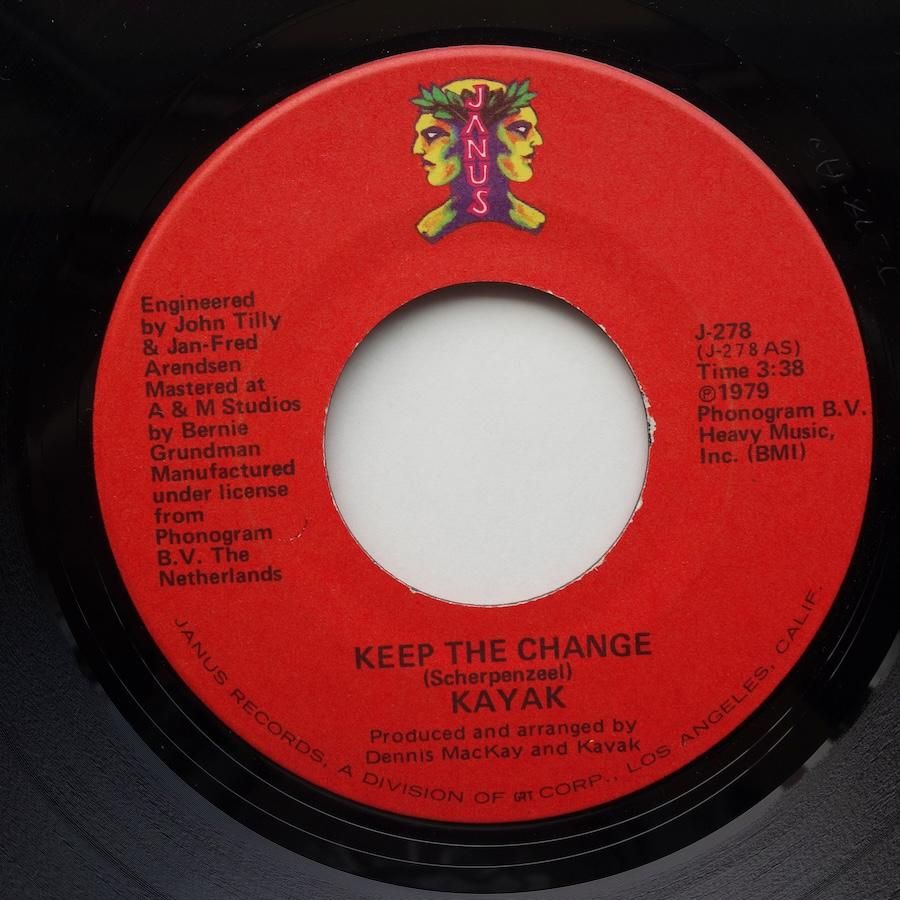 JANUS
Engineered
by John Tilly
& Jan-Fred
Arendsen
Mastered at
A & M Studios
by Bernie
Grundman
Manufactured
under license
from
Phonogram
B.V. The
Netherlands
J-278
(J-278 AS)
Time 3:38
℗1979
Phonogram B.V.
Heavy Music,
Inc. (BMI)
KEEP THE CHANGE
(Scherpenzeel)
KAYAK
Produced and arranged by
Dennis MacKay and Kayak
JANUS RECORDS, A DIVISION OF GRT CORP., LOS ANGELES, CALIF.